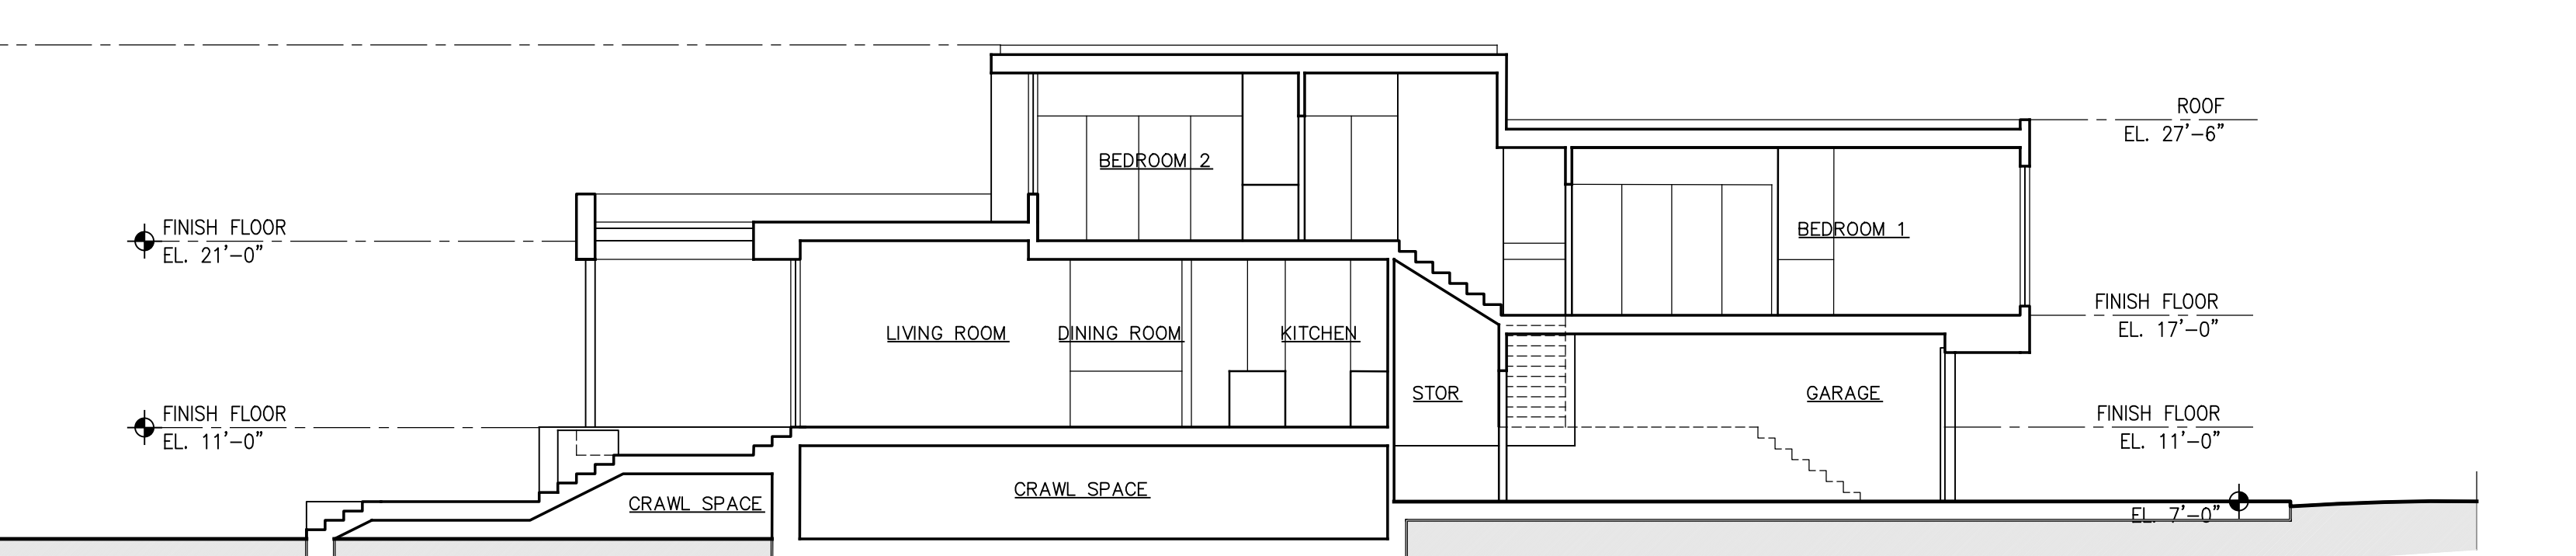 ROOF
EL. 27'-6"
BEDROOM 2
FINISH FLOOR
EL. 21'-0"
BEDROOM 1
FINISH FLOOR
EL. 17'-0"
LIVING ROOM
DINING ROOM
KITCHEN
STOR
GARAGE
FINISH FLOOR
EL. 11'-0"
FINISH FLOOR
EL. 11'-0"
CRAWL SPACE
CRAWL SPACE
EL. 7'-0"